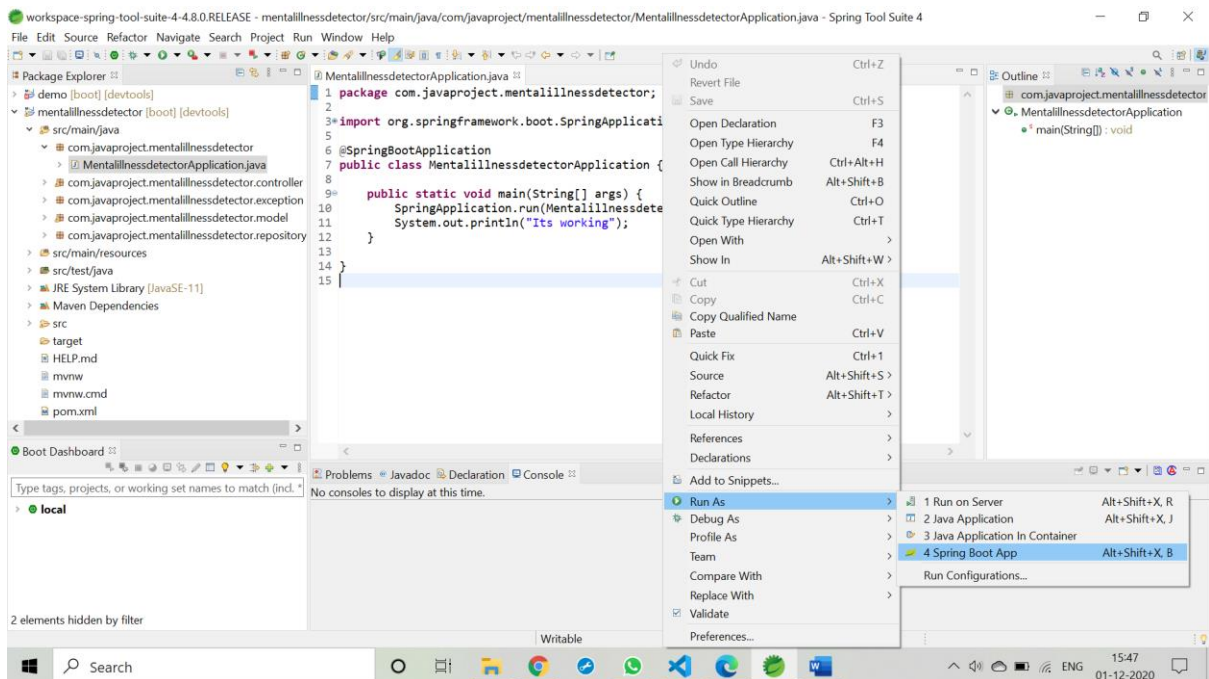 workspace-spring-tool-suite-4-4.8.0.RELEASE - mentalillnessdetector/src/main/java/com/javaproject/mentalillnessdetector/MentalillnessdetectorApplication.java - Spring Tool Suite 4
File Edit Source Refactor Navigate Search Project Run Window Help
Package Explorer
demo [boot] [devtools]
mentalillnessdetector [boot] [devtools]
src/main/java
com.javaproject.mentalillnessdetector
MentalillnessdetectorApplication.java
com.javaproject.mentalillnessdetector.controller
com.javaproject.mentalillnessdetector.exception
com.javaproject.mentalillnessdetector.model
com.javaproject.mentalillnessdetector.repository
src/main/resources
src/test/java
JRE System Library [JavaSE-11]
Maven Dependencies
src
target
HELP.md
mvnw
mvnw.cmd
pom.xml
Boot Dashboard
Type tags, projects, or working set names to match (incl. *
local
2 elements hidden by filter
MentalillnessdetectorApplication.java
1 package com.javaproject.mentalillnessdetector;
2
3 import org.springframework.boot.SpringApplicati
5
6 @SpringBootApplication
7 public class MentalillnessdetectorApplication {
8
9 public static void main(String[] args) {
10 SpringApplication.run(Mentalillnessdete
11 System.out.println("Its working");
12 }
13
14 }
15
Problems Javadoc Declaration Console
No consoles to display at this time.
Undo Ctrl+Z
Revert File
Save Ctrl+S
Open Declaration F3
Open Type Hierarchy F4
Open Call Hierarchy Ctrl+Alt+H
Show in Breadcrumb Alt+Shift+B
Quick Outline Ctrl+O
Quick Type Hierarchy Ctrl+T
Open With >
Show In Alt+Shift+W >
Cut Ctrl+X
Copy Ctrl+C
Copy Qualified Name
Paste Ctrl+V
Quick Fix Ctrl+1
Source Alt+Shift+S >
Refactor Alt+Shift+T >
Local History >
References >
Declarations >
Add to Snippets...
Run As >
Debug As >
Profile As >
Team >
Compare With >
Replace With >
Validate
Preferences...
1 Run on Server Alt+Shift+X, R
2 Java Application Alt+Shift+X, J
3 Java Application In Container
4 Spring Boot App Alt+Shift+X, B
Run Configurations...
Outline
com.javaproject.mentalillnessdetector
MentalillnessdetectorApplication
main(String[]) : void
Writable
Search
ENG
15:47
01-12-2020